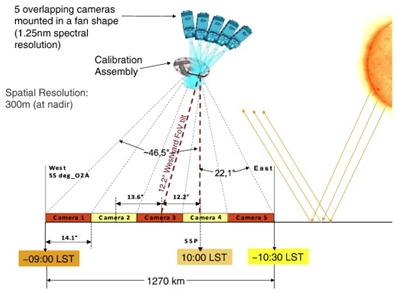 5 overlapping cameras
mounted in a fan shape
(1.25nm spectral
resolution)
Calibration
Assembly
Spatial Resolution:
300m (at nadir)
~46,5°
12.2° Westward FoV tilt
22,1°
West
55 deg_OZA
East
13.6°
12.2°
Camera 1
Camera 2
Camera 3
Camera 4
Camera 5
14.1°
SSP
~09:00 LST
10:00 LST
~10:30 LST
1270 km